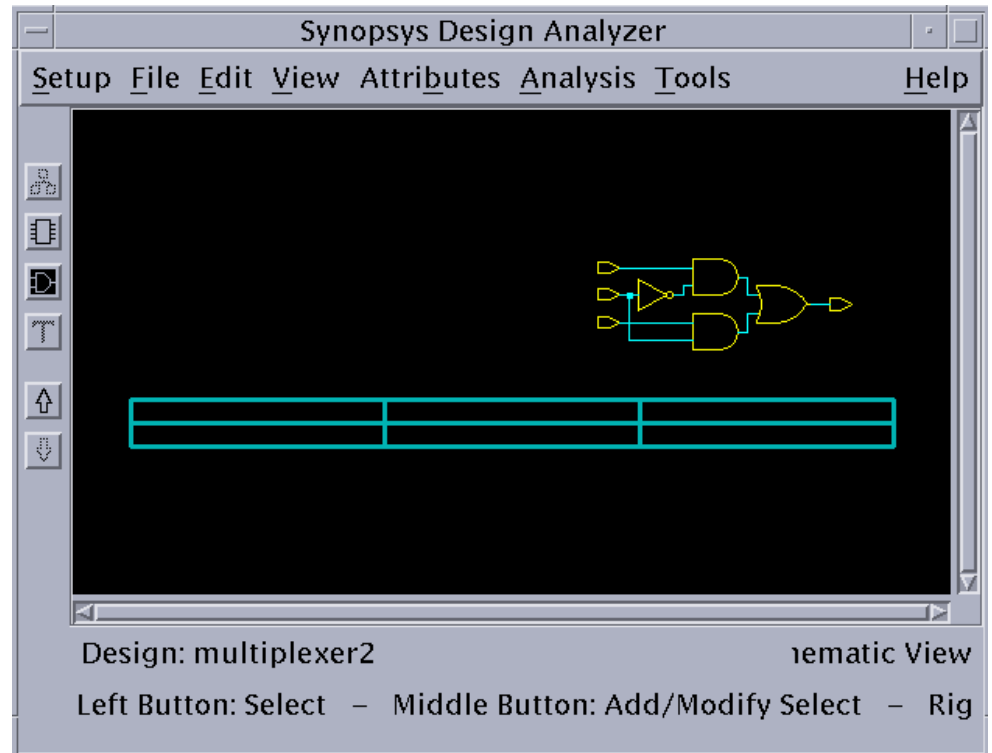 Synopsys Design Analyzer
Setup File Edit View Attributes Analysis Tools Help
T
Design: multiplexer2 nematic View
Left Button: Select – Middle Button: Add/Modify Select – Rig